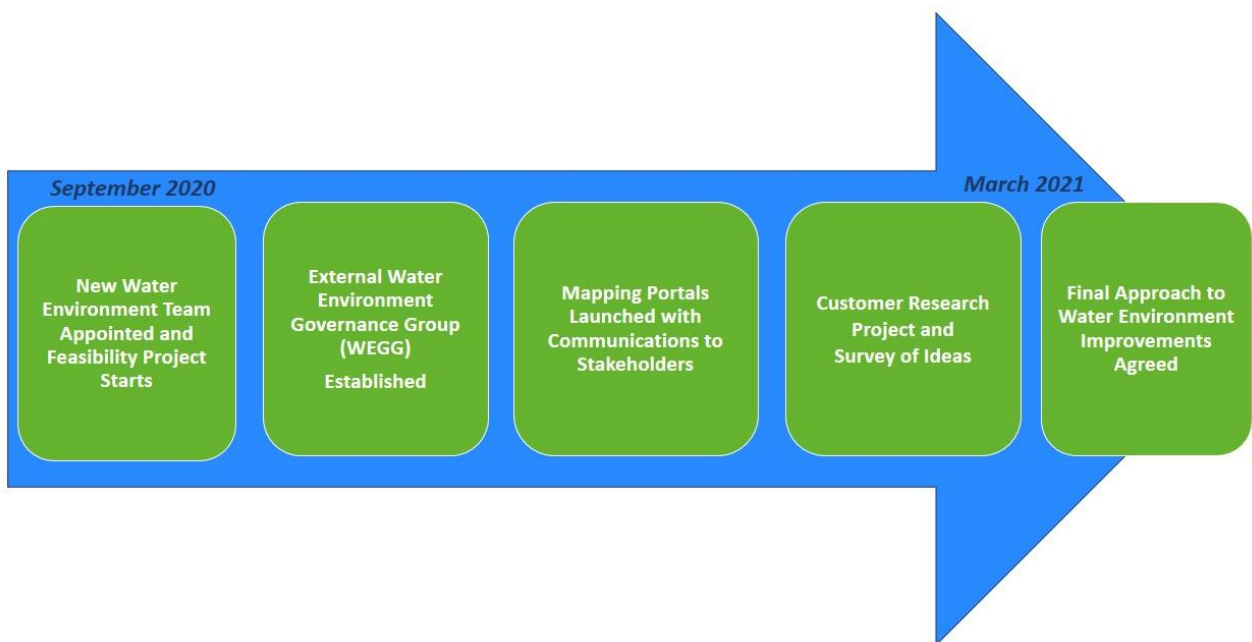 September 2020
March 2021
New Water
Environment Team
Appointed and
Feasibility Project
Starts
External Water
Environment
Governance Group
(WEGG)
Established
Mapping Portals
Launched with
Communications to
Stakeholders
Customer Research
Project and
Survey of Ideas
Final Approach to
Water Environment
Improvements
Agreed